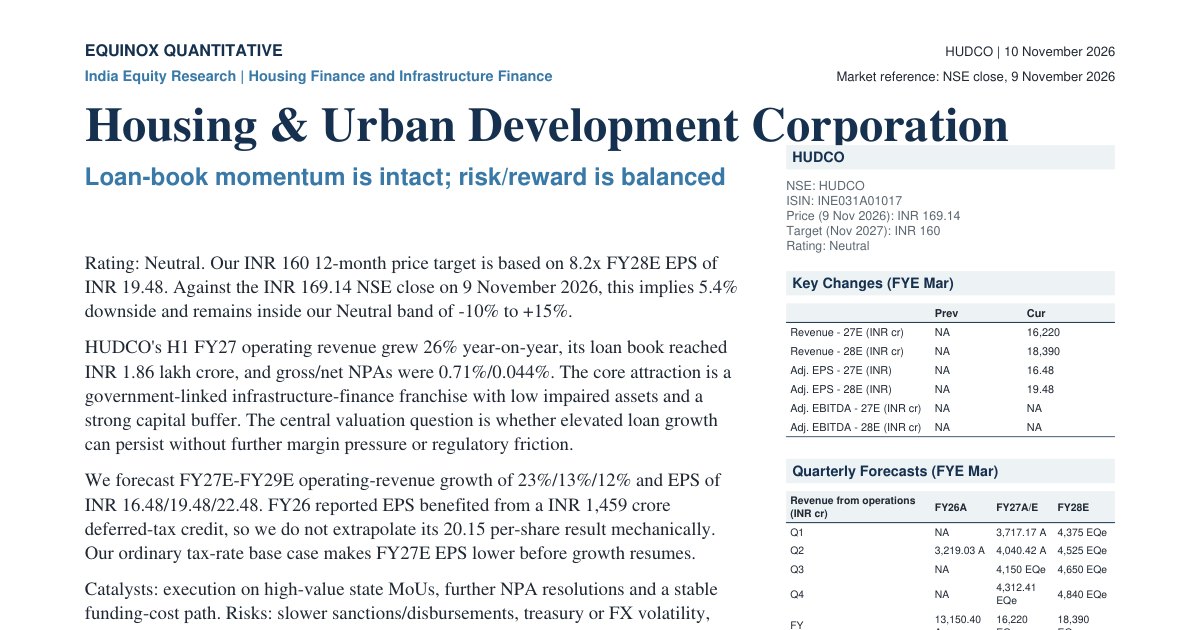 EQUINOX QUANTITATIVE
HUDCO | 10 November 2026
India Equity Research | Housing Finance and Infrastructure Finance
Market reference: NSE close, 9 November 2026
Housing & Urban Development Corporation
Loan-book momentum is intact; risk/reward is balanced
Rating: Neutral. Our INR 160 12-month price target is based on 8.2x FY28E EPS of
INR 19.48. Against the INR 169.14 NSE close on 9 November 2026, this implies 5.4%
downside and remains inside our Neutral band of -10% to +15%.
HUDCO's H1 FY27 operating revenue grew 26% year-on-year, its loan book reached
INR 1.86 lakh crore, and gross/net NPAs were 0.71%/0.044%. The core attraction is a
government-linked infrastructure-finance franchise with low impaired assets and a
strong capital buffer. The central valuation question is whether elevated loan growth
can persist without further margin pressure or regulatory friction.
We forecast FY27E-FY29E operating-revenue growth of 23%/13%/12% and EPS of
INR 16.48/19.48/22.48. FY26 reported EPS benefited from a INR 1,459 crore
deferred-tax credit, so we do not extrapolate its 20.15 per-share result mechanically.
Our ordinary tax-rate base case makes FY27E EPS lower before growth resumes.
Catalysts: execution on high-value state MoUs, further NPA resolutions and a stable
funding-cost path. Risks: slower sanctions/disbursements, treasury or FX volatility,
HUDCO
NSE: HUDCO
ISIN: INE031A01017
Price (9 Nov 2026): INR 169.14
Target (Nov 2027): INR 160
Rating: Neutral
Key Changes (FYE Mar)
Prev Cur
Revenue - 27E (INR cr) NA 16,220
Revenue - 28E (INR cr) NA 18,390
Adj. EPS - 27E (INR) NA 16.48
Adj. EPS - 28E (INR) NA 19.48
Adj. EBITDA - 27E (INR cr) NA NA
Adj. EBITDA - 28E (INR cr) NA NA
Quarterly Forecasts (FYE Mar)
Revenue from operations
(INR cr) FY26A FY27A/E FY28E
Q1 NA 3,717.17 A 4,375 EQe
Q2 3,219.03 A 4,040.42 A 4,525 EQe
Q3 NA 4,150 EQe 4,650 EQe
Q4 NA 4,312.41
EQe 4,840 EQe
FY 13,150.40 16,220 18,390